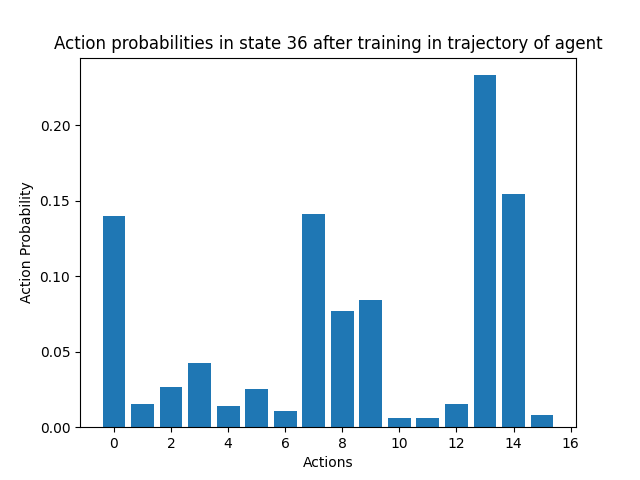 Action probabilities in state 36 after training in trajectory of agent
0.20
0.15
0.10
0.05
0.00
Action Probability
0 2 4 6 8 10 12 14 16
Actions